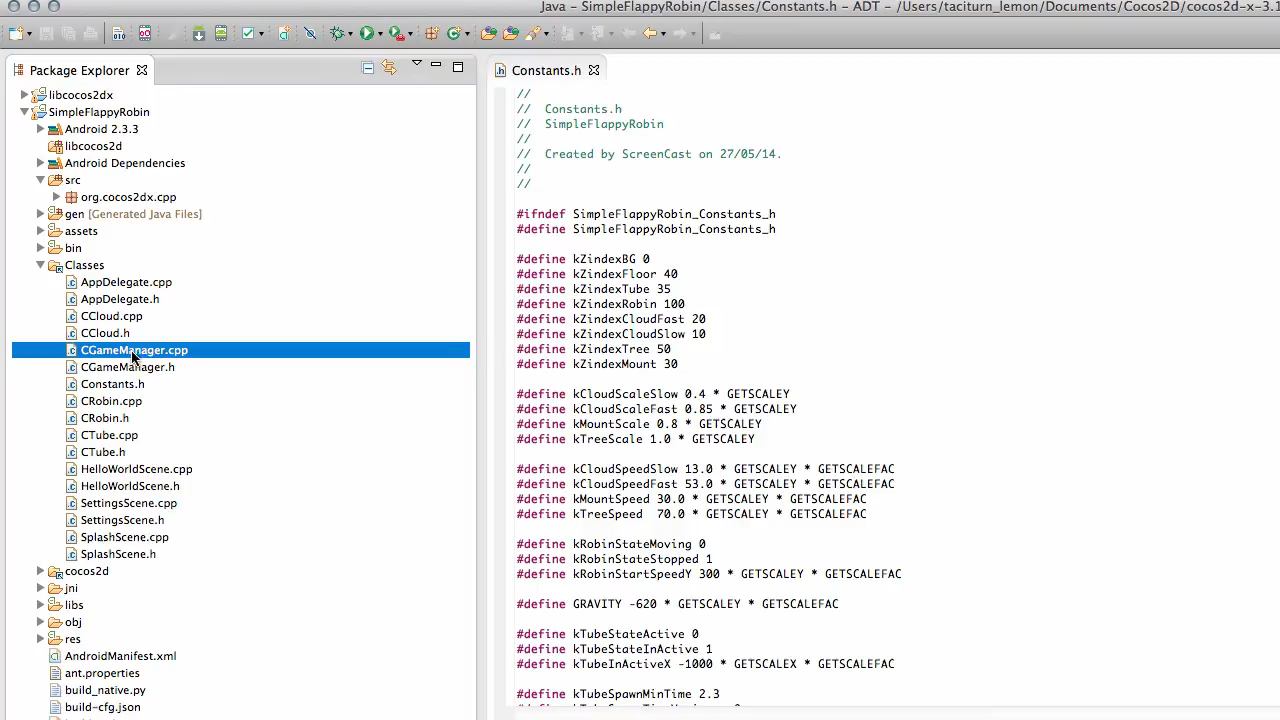 Java - SimpleFlappyRobin/Classes/Constants.h - ADT - /Users/taciturn_lemon/Documents/Cocos2D/cocos2d-x-3.1
Package Explorer
libcocos2dx
SimpleFlappyRobin
Android 2.3.3
libcocos2d
Android Dependencies
src
org.cocos2dx.cpp
gen [Generated Java Files]
assets
bin
Classes
AppDelegate.cpp
AppDelegate.h
CCloud.cpp
CCloud.h
CGameManager.cpp
CGameManager.h
Constants.h
CRobin.cpp
CRobin.h
CTube.cpp
CTube.h
HelloWorldScene.cpp
HelloWorldScene.h
SettingsScene.cpp
SettingsScene.h
SplashScene.cpp
SplashScene.h
cocos2d
jni
libs
obj
res
AndroidManifest.xml
ant.properties
build_native.py
build-cfg.json
Constants.h
//
// Constants.h
// SimpleFlappyRobin
//
// Created by ScreenCast on 27/05/14.
//
//
#ifndef SimpleFlappyRobin_Constants_h
#define SimpleFlappyRobin_Constants_h
#define kZindexBG 0
#define kZindexFloor 40
#define kZindexTube 35
#define kZindexRobin 100
#define kZindexCloudFast 20
#define kZindexCloudSlow 10
#define kZindexTree 50
#define kZindexMount 30
#define kCloudScaleSlow 0.4 * GETSCALEY
#define kCloudScaleFast 0.85 * GETSCALEY
#define kMountScale 0.8 * GETSCALEY
#define kTreeScale 1.0 * GETSCALEY
#define kCloudSpeedSlow 13.0 * GETSCALEY * GETSCALEFAC
#define kCloudSpeedFast 53.0 * GETSCALEY * GETSCALEFAC
#define kMountSpeed 30.0 * GETSCALEY * GETSCALEFAC
#define kTreeSpeed  70.0 * GETSCALEY * GETSCALEFAC
#define kRobinStateMoving 0
#define kRobinStateStopped 1
#define kRobinStartSpeedY 300 * GETSCALEY * GETSCALEFAC
#define GRAVITY -620 * GETSCALEY * GETSCALEFAC
#define kTubeStateActive 0
#define kTubeStateInActive 1
#define kTubeInActiveX -1000 * GETSCALEX * GETSCALEFAC
#define kTubeSpawnMinTime 2.3